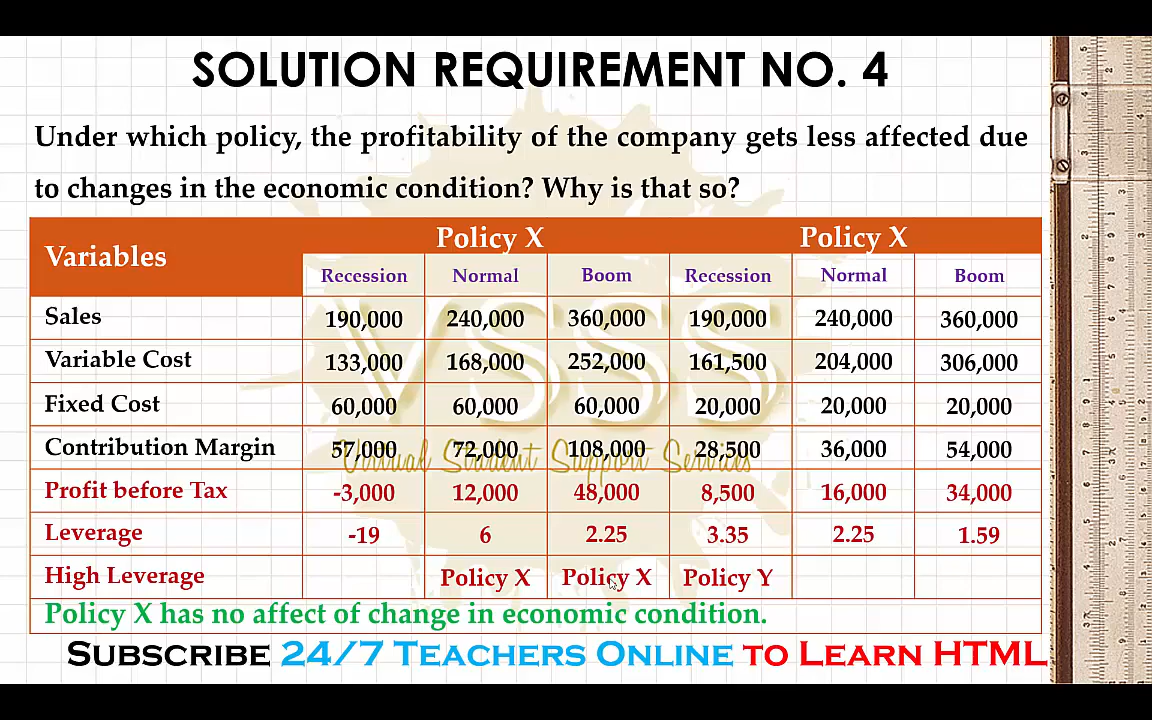 SOLUTION REQUIREMENT NO. 4
Under which policy, the profitability of the company gets less affected due
to changes in the economic condition? Why is that so?
Variables Policy X Policy X
Recession Normal Boom Recession Normal Boom
Sales 190,000 240,000 360,000 190,000 240,000 360,000
Variable Cost 133,000 168,000 252,000 161,500 204,000 306,000
Fixed Cost 60,000 60,000 60,000 20,000 20,000 20,000
Contribution Margin 57,000 72,000 108,000 28,500 36,000 54,000
VSSS
Virtual Student Support Services
Profit before Tax -3,000 12,000 48,000 8,500 16,000 34,000
Leverage -19 6 2.25 3.35 2.25 1.59
High Leverage Policy X Policy X Policy Y
Policy X has no affect of change in economic condition.
SUBSCRIBE 24/7 TEACHERS ONLINE TO LEARN HTML